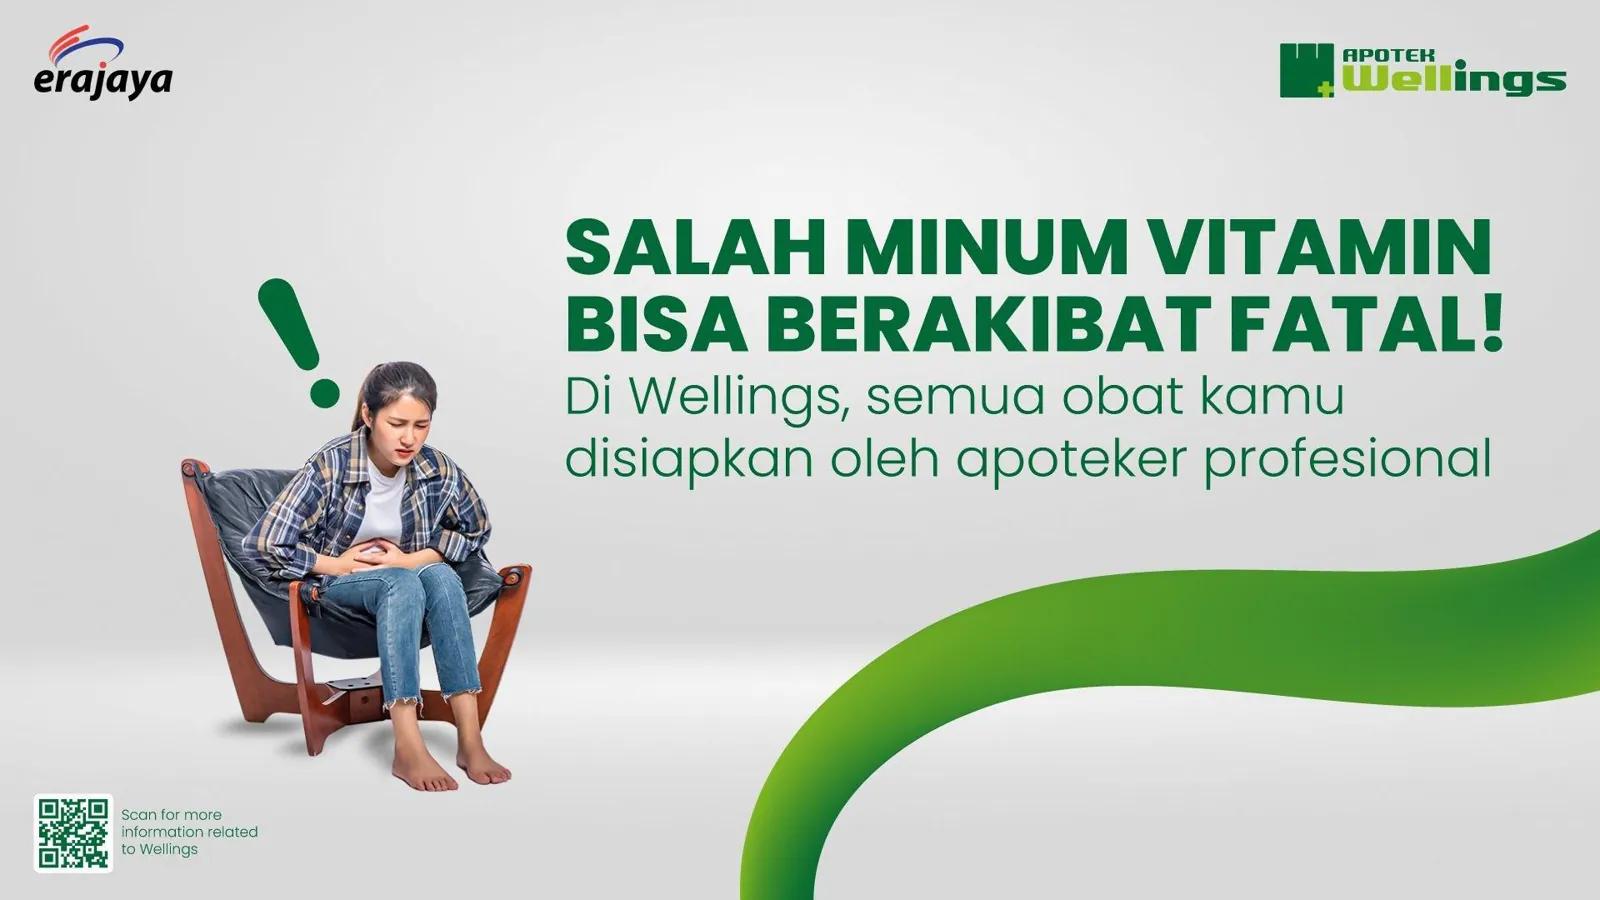 erajaya
APOTEK
Wellings
SALAH MINUM VITAMIN
BISA BERAKIBAT FATAL!
Di Wellings, semua obat kamu
disiapkan oleh apoteker profesional
Scan for more
information related
to Wellings